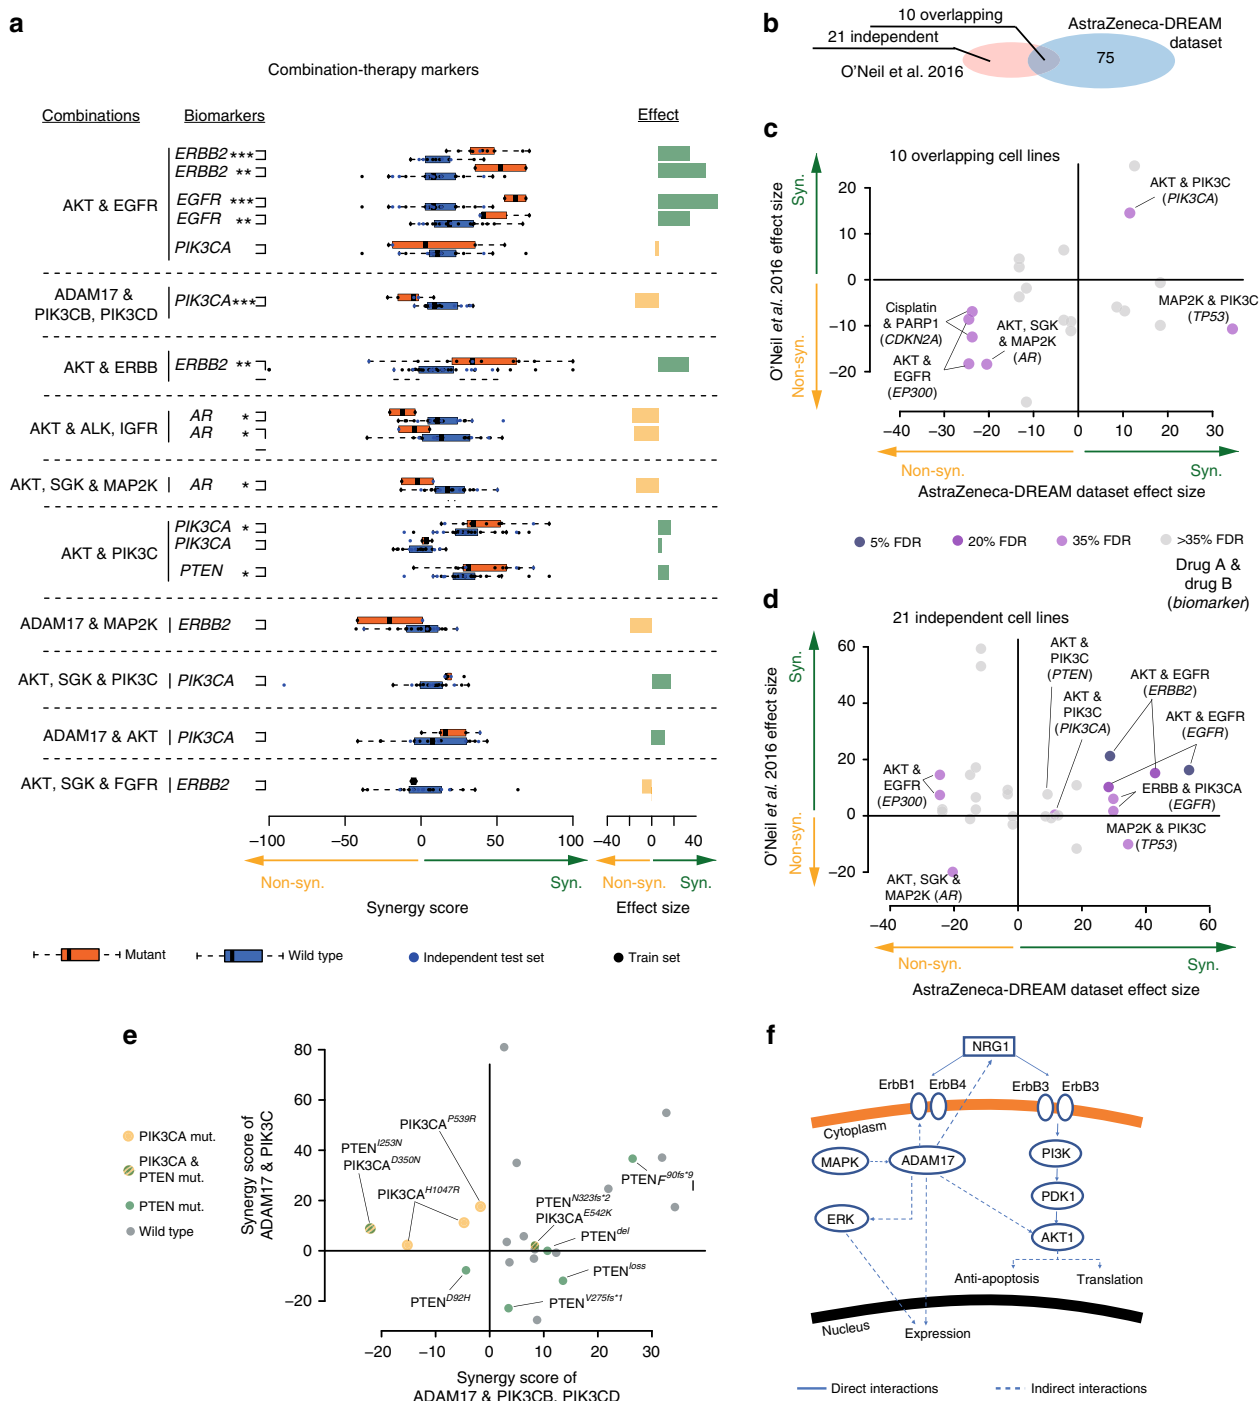 a
Combination-therapy markers
Combinations
Biomarkers
Effect
AKT & EGFR
ERBB2 ***
ERBB2 **
EGFR ***
EGFR **
PIK3CA
ADAM17 &
PIK3CB, PIK3CD
PIK3CA***
AKT & ERBB
ERBB2 **
AKT & ALK, IGFR
AR *
AR *
AKT, SGK & MAP2K
AR *
AKT & PIK3C
PIK3CA *
PIK3CA
PTEN *
ADAM17 & MAP2K
ERBB2
AKT, SGK & PIK3C
PIK3CA
ADAM17 & AKT
PIK3CA
AKT, SGK & FGFR
ERBB2
−100 −50 0 50 100
−40 0 40
Non-syn.
Syn.
Non-syn.
Syn.
Synergy score
Effect size
Mutant
Wild type
Independent test set
Train set
b
10 overlapping
21 independent
O'Neil et al. 2016
AstraZeneca-DREAM
dataset
75
c
10 overlapping cell lines
O'Neil et al. 2016 effect size
Syn.
Non-syn.
20
10
0
−10
−20
AKT & PIK3C
(PIK3CA)
MAP2K & PIK3C
(TP53)
Cisplatin
& PARP1
(CDKN2A)
AKT, SGK
& MAP2K
(AR)
AKT &
EGFR
(EP300)
−40 −30 −20 −10 0 10 20 30
Non-syn.
Syn.
AstraZeneca-DREAM dataset effect size
5% FDR
20% FDR
35% FDR
>35% FDR
Drug A &
drug B
(biomarker)
d
21 independent cell lines
O'Neil et al. 2016 effect size
Syn.
Non-syn.
60
40
20
0
−20
AKT &
PIK3C
(PTEN)
AKT &
PIK3C
(PIK3CA)
AKT & EGFR
(ERBB2)
AKT & EGFR
(EGFR)
AKT &
EGFR
(EP300)
ERBB & PIK3CA
(EGFR)
MAP2K & PIK3C
(TP53)
AKT, SGK &
MAP2K (AR)
−40 −20 0 20 40 60
Non-syn.
Syn.
AstraZeneca-DREAM dataset effect size
e
PIK3CA mut.
PIK3CA &
PTEN mut.
PTEN mut.
Wild type
Synergy score of
ADAM17 & PIK3C
80
60
40
20
0
−20
PIK3CA P539R
PTEN I253N
PIK3CA D350N
PIK3CA H1047R
PTEN F 90fs*9
PTEN N323fs*2
PIK3CA E542K
PTEN del
PTEN loss
PTEN D92H
PTEN V275fs*1
−20 −10 0 10 20 30
Synergy score of
ADAM17 & PIK3CB, PIK3CD
f
NRG1
ErbB1 ErbB4
ErbB3 ErbB3
Cytoplasm
MAPK
ADAM17
PI3K
PDK1
ERK
AKT1
Anti-apoptosis
Translation
Nucleus
Expression
Direct interactions
Indirect interactions